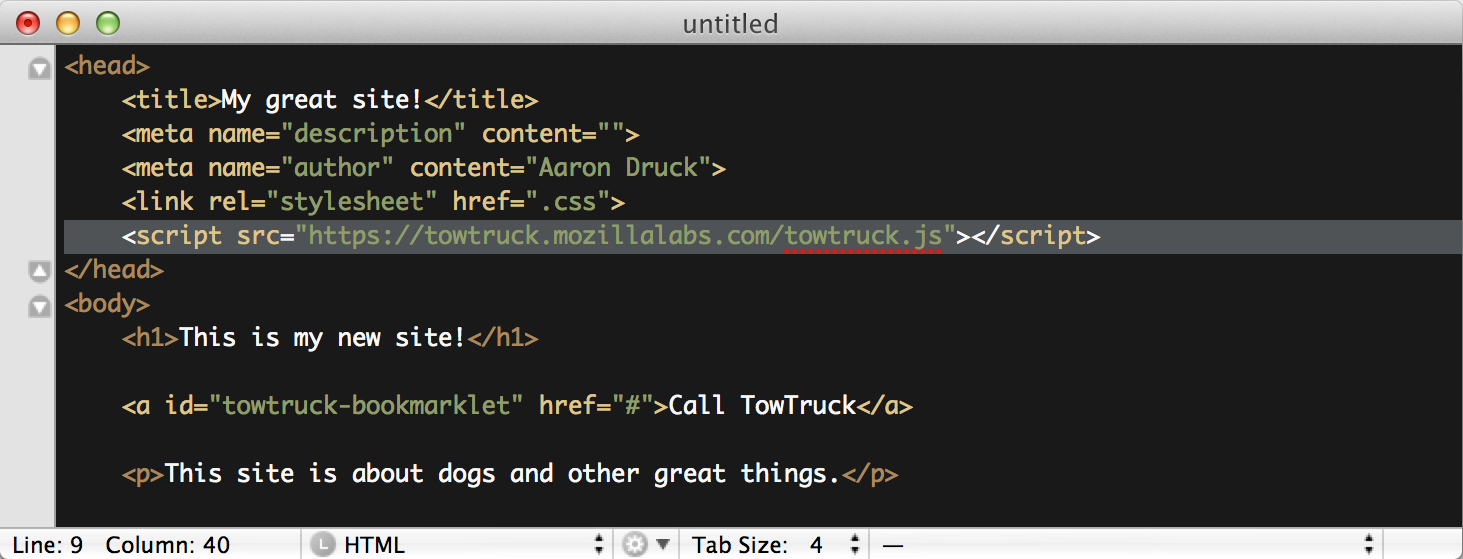 untitled
<head>
<title>My great site!</title>
<meta name="description" content="">
<meta name="author" content="Aaron Druck">
<link rel="stylesheet" href=".css">
<script src="https://towtruck.mozillalabs.com/towtruck.js"></script>
</head>
<body>
<h1>This is my new site!</h1>
<a id="towtruck-bookmarklet" href="#">Call TowTruck</a>
<p>This site is about dogs and other great things.</p>
Line: 9 Column: 40 L HTML Tab Size: 4 —